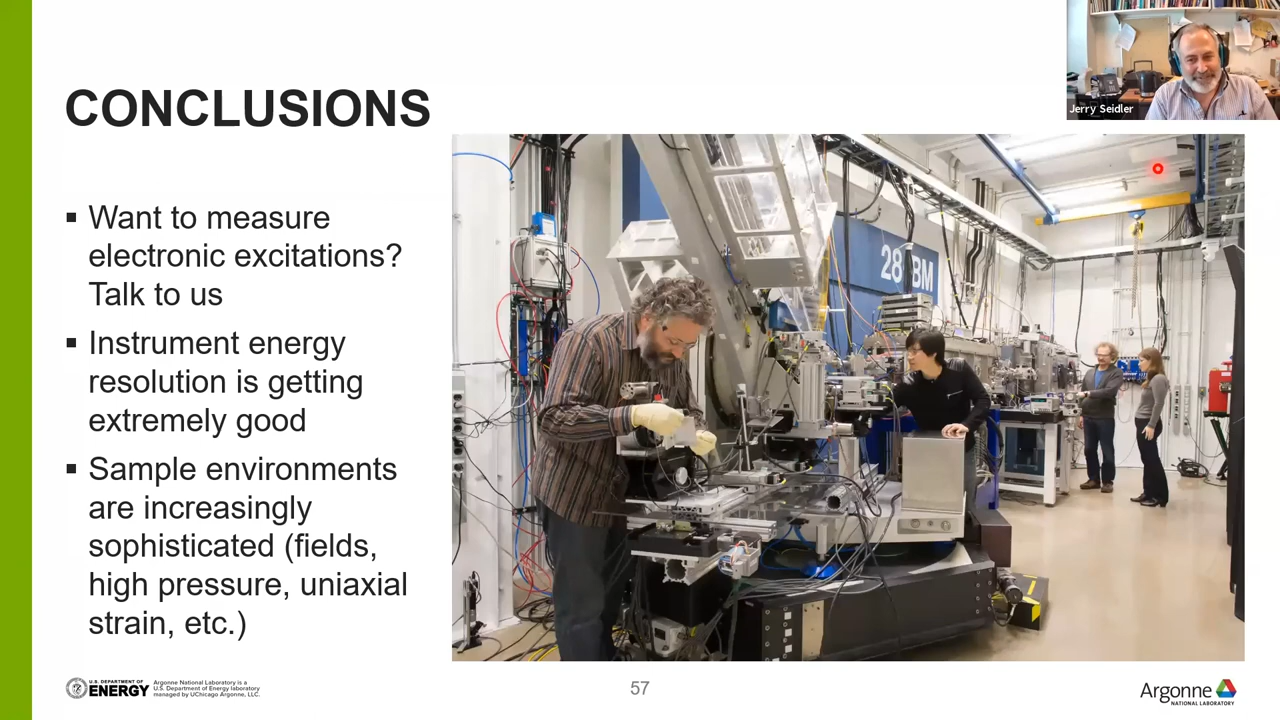 Jerry Seidler
CONCLUSIONS
▪ Want to measure
electronic excitations?
Talk to us
▪ Instrument energy
resolution is getting
extremely good
▪ Sample environments
are increasingly
sophisticated (fields,
high pressure, uniaxial
strain, etc.)
28 BM
U.S. DEPARTMENT OF
ENERGY
Argonne National Laboratory is a
U.S. Department of Energy laboratory
managed by UChicago Argonne, LLC.
57
Argonne
NATIONAL LABORATORY